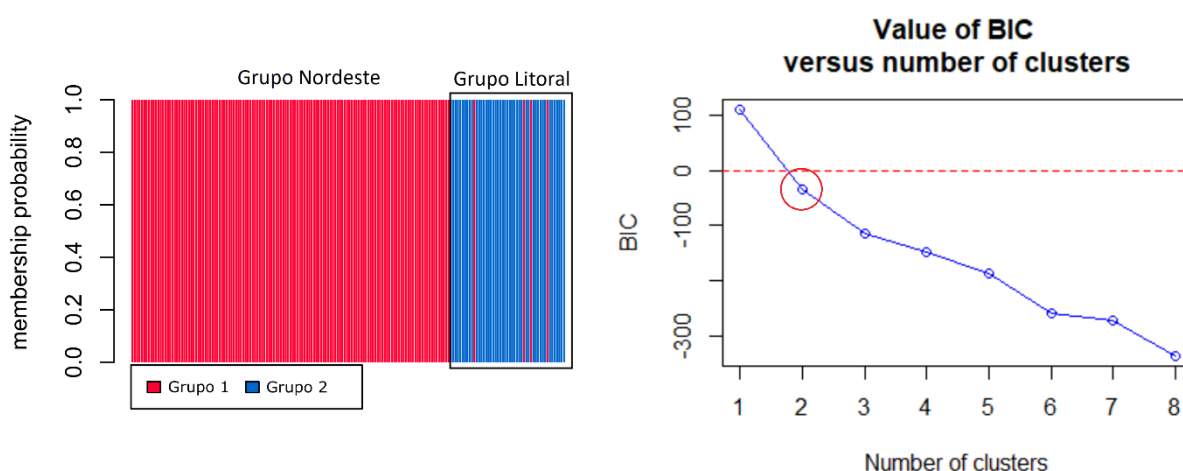 Grupo Nordeste
Grupo Litoral
membership probability
1.0
0.8
0.6
0.4
0.2
0.0
Grupo 1 Grupo 2
Value of BIC
versus number of clusters
BIC
100
0
-100
-300
1 2 3 4 5 6 7 8
Number of clusters